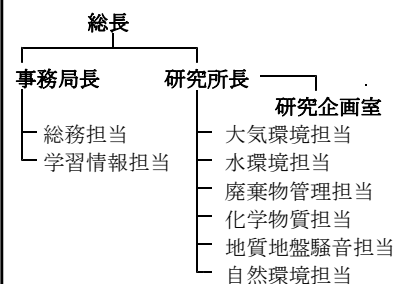 総長
事務局長 研究所長
研究企画室
総務担当 大気環境担当
学習情報担当 水環境担当
廃棄物管理担当
化学物質担当
地質地盤騒音担当
自然環境担当